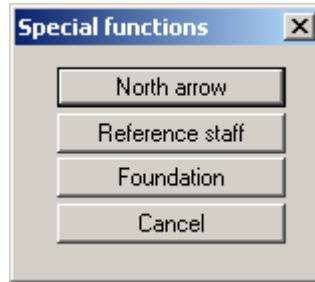 Special functions
North arrow
Reference staff
Foundation
Cancel